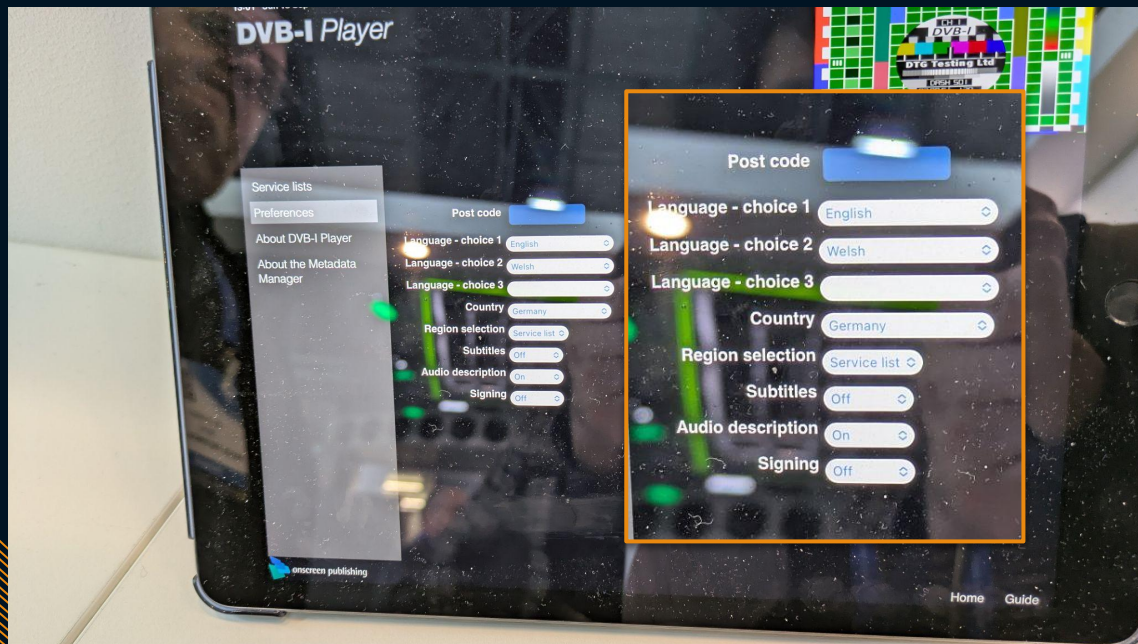 DVB-I Player
CH 1
DVB-I
DTG Testing Ltd
Service lists
Preferences
About DVB-I Player
About the Metadata
Manager
Post code
Language - choice 1 English
Language - choice 2 Welsh
Language - choice 3
Country Germany
Region selection Service list
Subtitles Off
Audio description On
Signing Off
Post code
Language - choice 1 English
Language - choice 2 Welsh
Language - choice 3
Country Germany
Region selection Service list
Subtitles Off
Audio description On
Signing Off
onscreen publishing
Home Guide